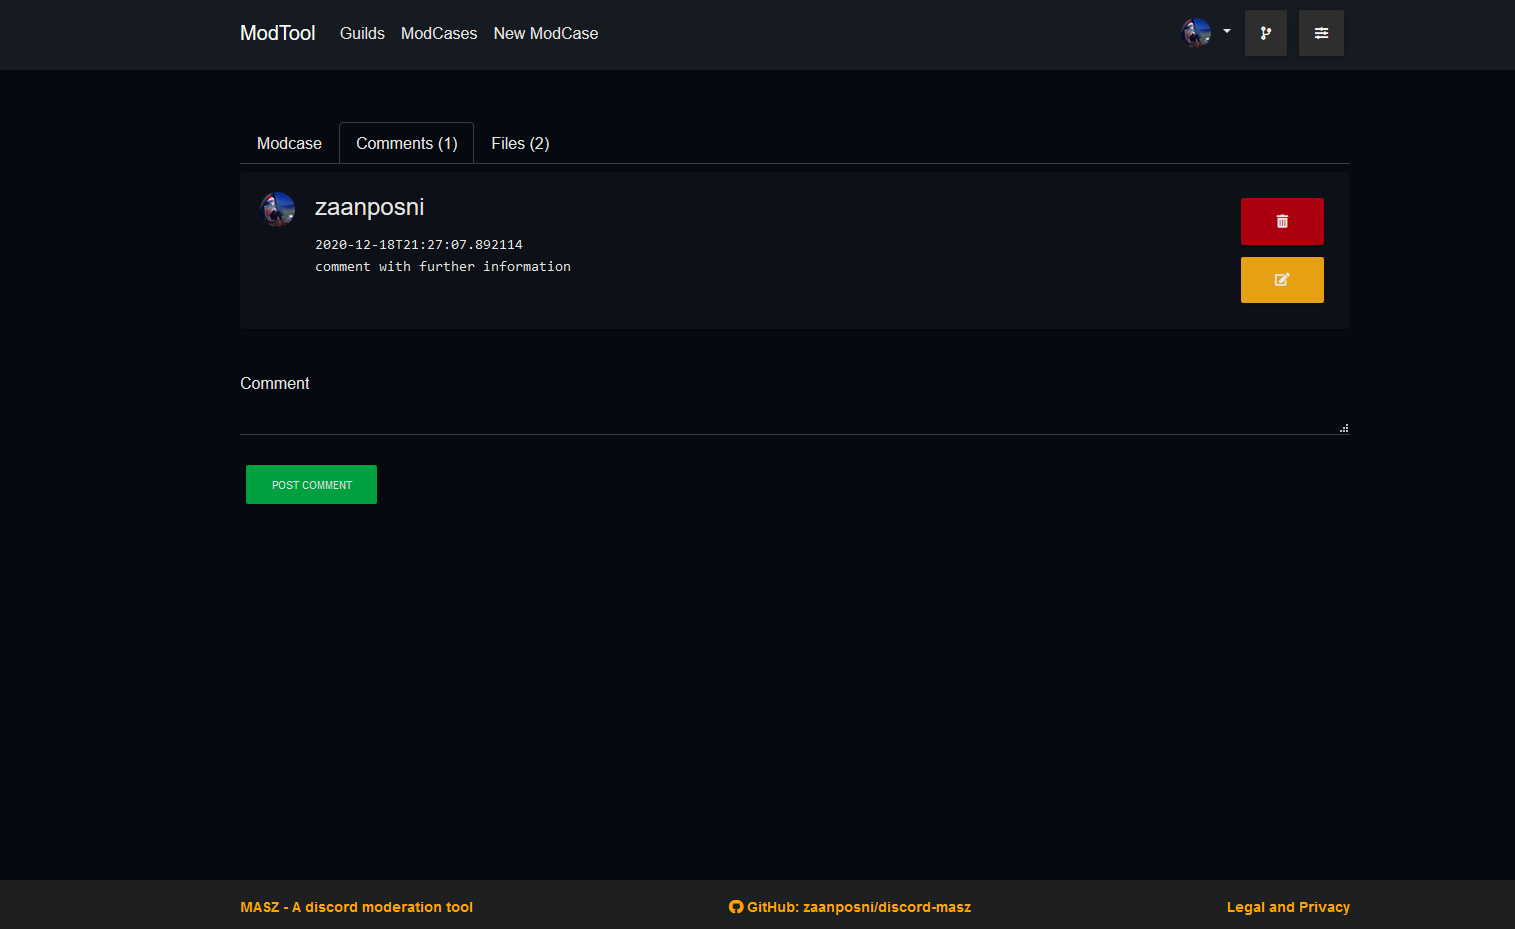 ModTool Guilds ModCases New ModCase
Modcase Comments (1) Files (2)
zaanposni
2020-12-18T21:27:07.892114
comment with further information
Comment
POST COMMENT
MASZ - A discord moderation tool GitHub: zaanposni/discord-masz Legal and Privacy